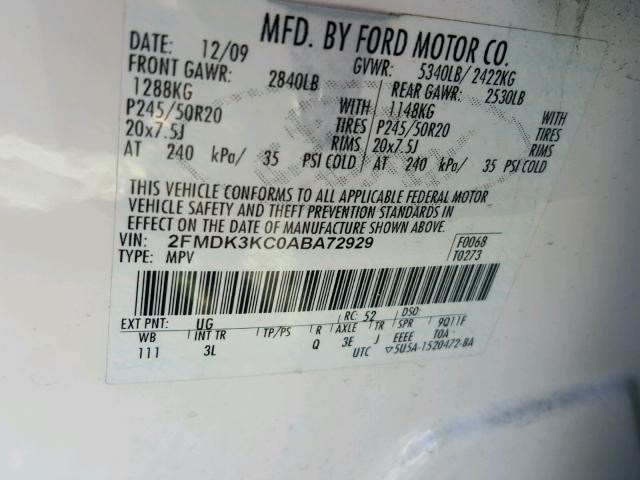 MFD. BY FORD MOTOR CO.
DATE: 12/09 GVWR: 5340LB/2422KG
FRONT GAWR: 2840LB REAR GAWR: 2530LB
1288KG WITH 1148KG WITH
P245/50R20 TIRES P245/50R20 TIRES
20x7.5J RIMS 20x7.5J RIMS
AT 240 kPa/ 35 PSI COLD AT 240 kPa/ 35 PSI COLD
THIS VEHICLE CONFORMS TO ALL APPLICABLE FEDERAL MOTOR
VEHICLE SAFETY AND THEFT PREVENTION STANDARDS IN
EFFECT ON THE DATE OF MANUFACTURE SHOWN ABOVE.
VIN: 2FMDK3KC0ABA72929 F0068
TYPE: MPV T0273
EXT PNT: UG RC: 52 DSO:
WB INT TR TP/PS R AXLE TR SPR 9Q11F
111 3L Q 3E J EEEE TOA
UTC ▽5U5A-1520472-BA